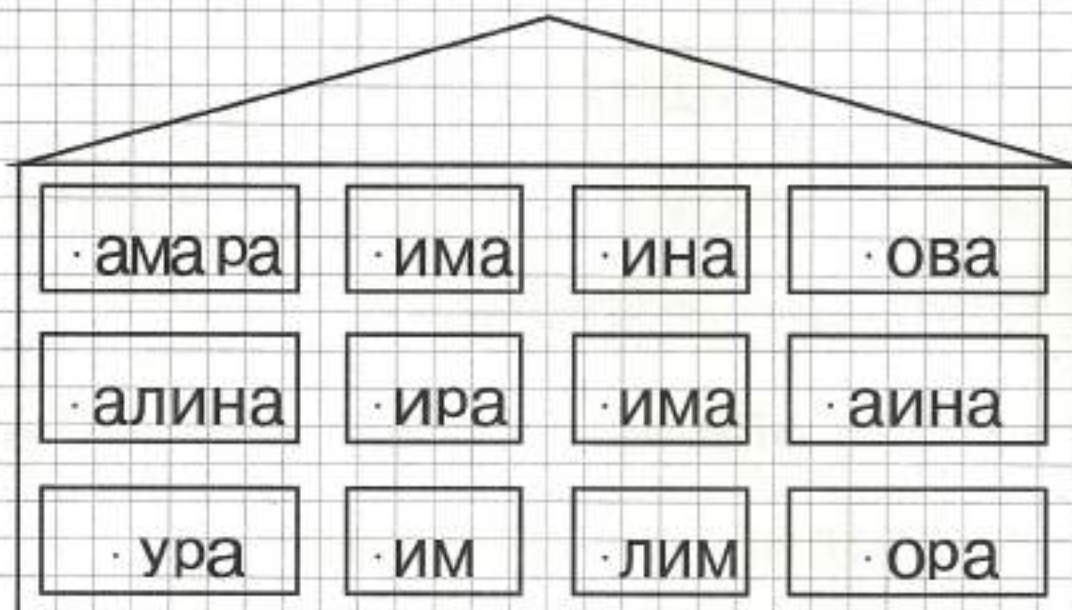 · амара · има · ина · ова
· алина · ира · има · аина
· ура · им · лим · ора